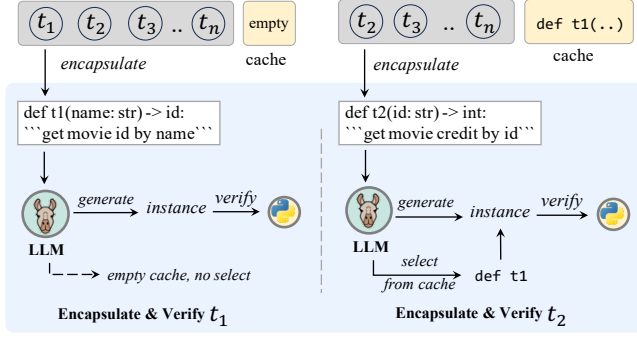 t1 t2 t3 .. tn
empty
cache
encapsulate
def t1(name: str) -> id:
```get movie id by name```
generate
instance
verify
LLM
empty cache, no select
Encapsulate & Verify t1
t2 t3 .. tn
def t1(..)
cache
encapsulate
def t2(id: str) -> int:
```get movie credit by id```
generate
instance
verify
LLM
select
from cache
def t1
Encapsulate & Verify t2